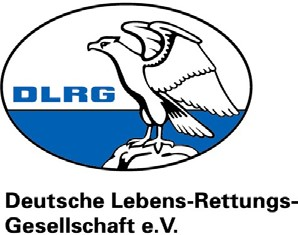 DLRG
Deutsche Lebens-Rettungs-
Gesellschaft e.V.